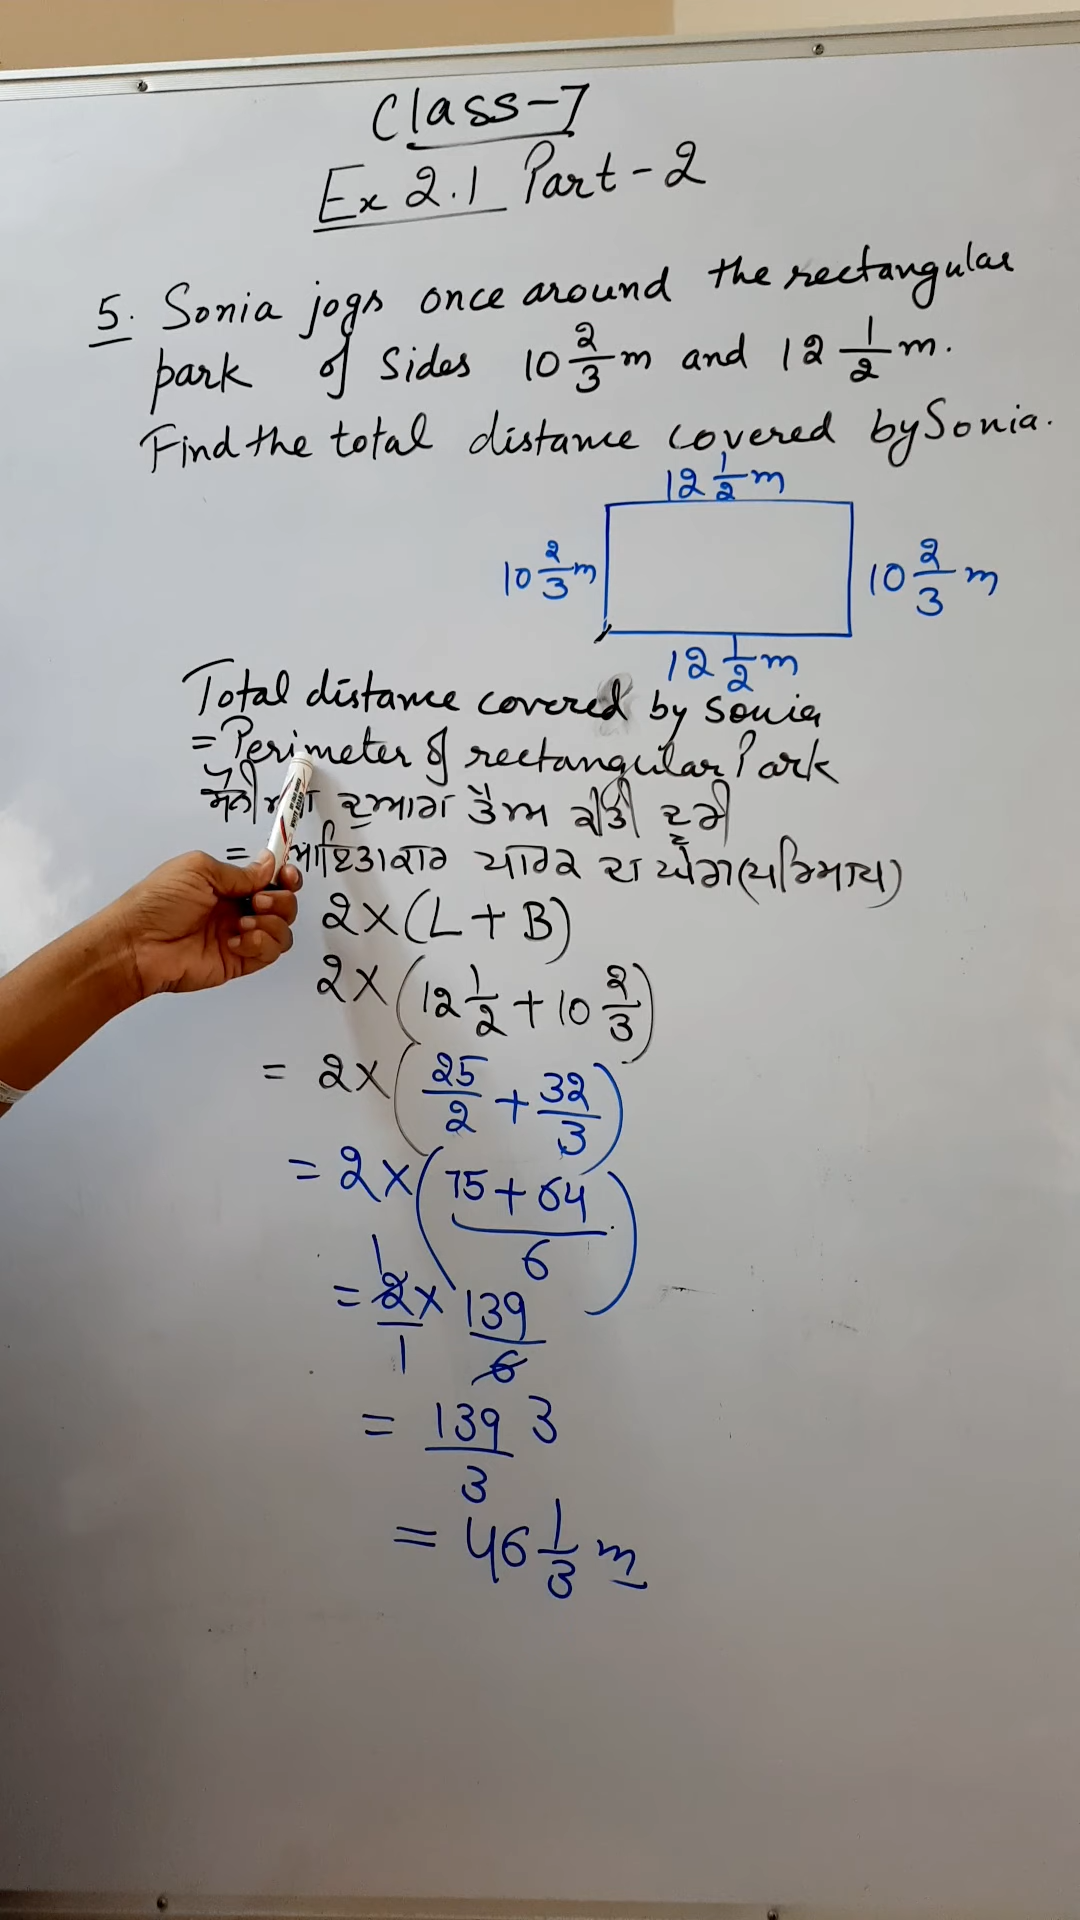 Class-7
Ex 2.1 Part-2
5. Sonia jogs once around the rectangular
park of sides 10 2/3 m and 12 1/2 m.
Find the total distance covered by Sonia.
12 1/2 m
10 2/3 m
10 2/3 m
12 1/2 m
Total distance covered by Sonia
= Perimeter of rectangular Park
ਦੁਆਰਾ ਤੈਅ ਕੀਤੀ ਦੂਰੀ
= ਪਾਰਕ ਦਾ ਘੇਰਾ (ਪਰਿਮਾਪ)
2×(L+B)
2×(12 1/2 + 10 2/3)
= 2×(25/2 + 32/3)
= 2×(75+64/6)
1
= 2/1 × 139/6
= 139/3 3
= 46 1/3 m